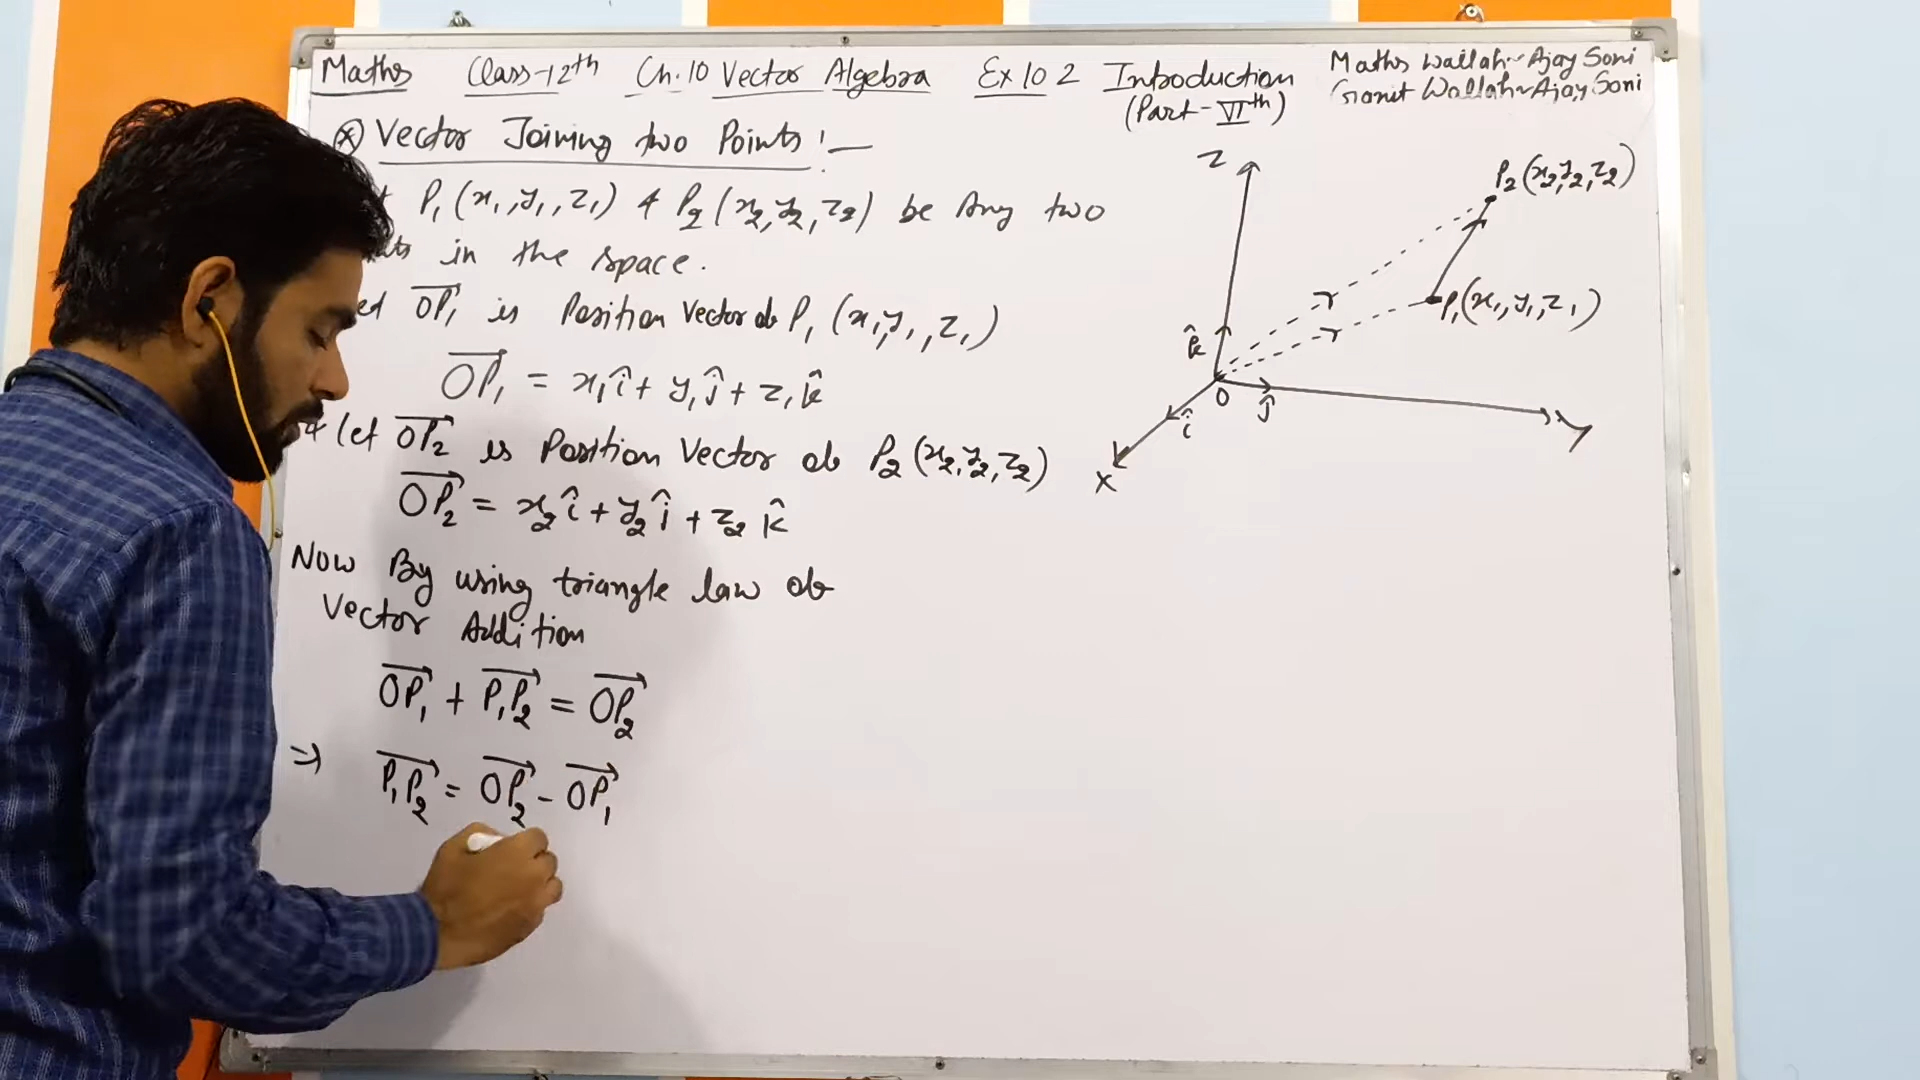 Maths Class-12th Ch.10 Vector Algebra Ex 10 2 Introduction
(Part-VIth)
Maths Wallah~Ajay Soni
Ganit Wallah~Ajay Soni
⊛ Vector Joining two Points :—
P₁(x₁,y₁,z₁) & P₂(x₂,y₂,z₂) be Any two
in the space.
OP₁→ is Position Vector of P₁(x₁,y₁,z₁)
OP₁→ = x₁î + y₁ĵ + z₁k̂
& let OP₂→ is Position Vector of P₂(x₂,y₂,z₂)
OP₂→ = x₂î + y₂ĵ + z₂k̂
Now By using triangle law of
Vector Addition
OP₁→ + P₁P₂→ = OP₂→
⇒ P₁P₂→ = OP₂→ - OP₁→
Z
P₂(x₂,y₂,z₂)
P₁(x₁,y₁,z₁)
k̂
O
ĵ
î
Y
X